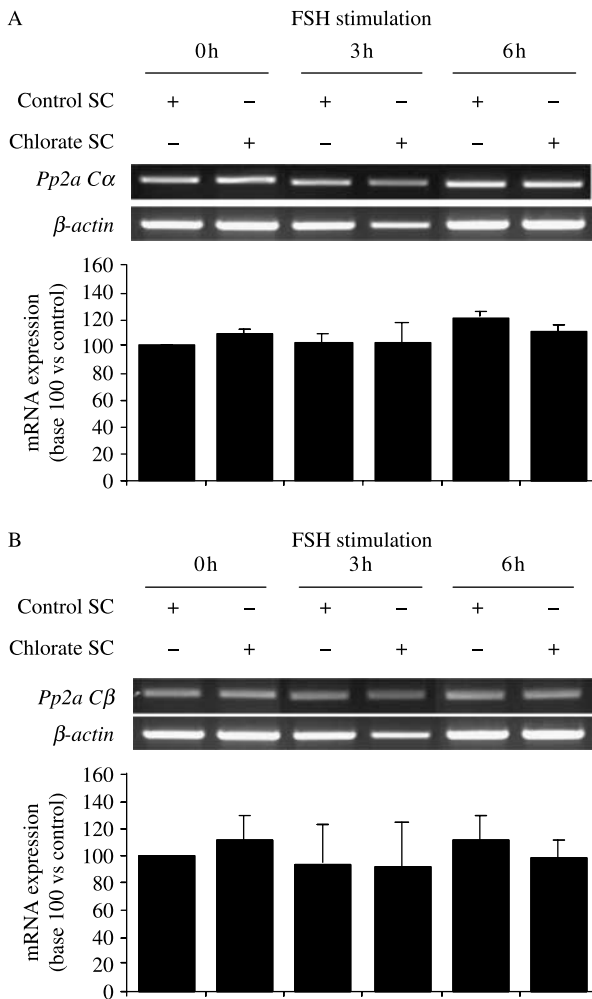 A
FSH stimulation
0h 3h 6h
Control SC + – + – + –
Chlorate SC – + – + – +
Pp2a Cα
β-actin
160
140
120
100
80
60
40
20
0
mRNA expression
(base 100 vs control)
B
FSH stimulation
0h 3h 6h
Control SC + – + – + –
Chlorate SC – + – + – +
Pp2a Cβ
β-actin
160
140
120
100
80
60
40
20
0
mRNA expression
(base 100 vs control)